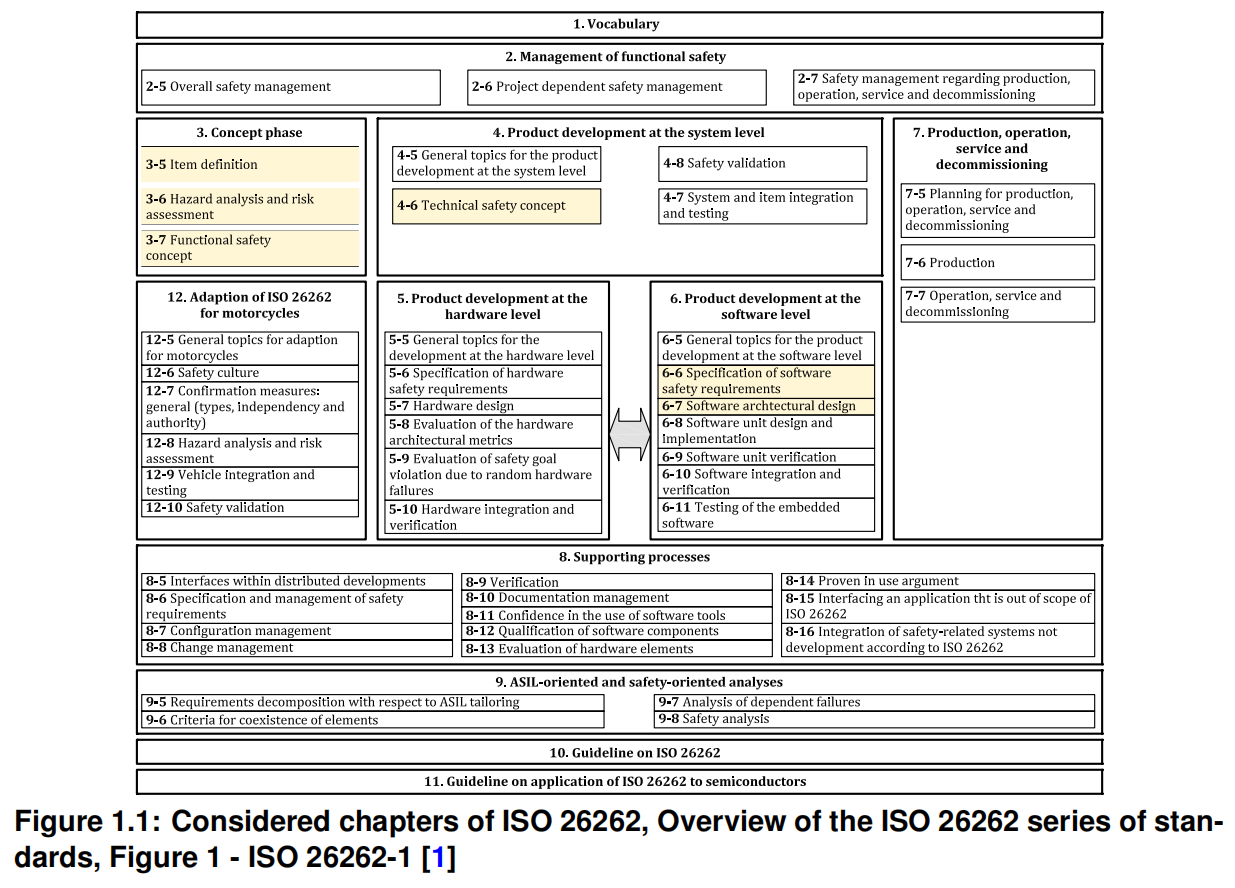 1. Vocabulary
2. Management of functional safety
2-5 Overall safety management
2-6 Project dependent safety management
2-7 Safety management regarding production,
operation, service and decommissioning
3. Concept phase
3-5 Item definition
3-6 Hazard analysis and risk
assessment
3-7 Functional safety
concept
4. Product development at the system level
4-5 General topics for the product
development at the system level
4-6 Technical safety concept
4-8 Safety validation
4-7 System and item integration
and testing
7. Production, operation,
service and
decommissioning
7-5 Planning for production,
operation, service and
decommissioning
7-6 Production
7-7 Operation, service and
decommissioning
12. Adaption of ISO 26262
for motorcycles
12-5 General topics for adaption
for motorcycles
12-6 Safety culture
12-7 Confirmation measures:
general (types, independency and
authority)
12-8 Hazard analysis and risk
assessment
12-9 Vehicle integration and
testing
12-10 Safety validation
5. Product development at the
hardware level
5-5 General topics for the
development at the hardware level
5-6 Specification of hardware
safety requirements
5-7 Hardware design
5-8 Evaluation of the hardware
architectural metrics
5-9 Evaluation of safety goal
violation due to random hardware
failures
5-10 Hardware integration and
verification
6. Product development at the
software level
6-5 General topics for the product
development at the software level
6-6 Specification of software
safety requirements
6-7 Software archtectural design
6-8 Software unit design and
implementation
6-9 Software unit verification
6-10 Software integration and
verification
6-11 Testing of the embedded
software
8. Supporting processes
8-5 Interfaces within distributed developments
8-6 Specification and management of safety
requirements
8-7 Configuration management
8-8 Change management
8-9 Verification
8-10 Documentation management
8-11 Confidence in the use of software tools
8-12 Qualification of software components
8-13 Evaluation of hardware elements
8-14 Proven in use argument
8-15 Interfacing an application tht is out of scope of
ISO 26262
8-16 Integration of safety-related systems not
development according to ISO 26262
9. ASIL-oriented and safety-oriented analyses
9-5 Requirements decomposition with respect to ASIL tailoring
9-6 Criteria for coexistence of elements
9-7 Analysis of dependent failures
9-8 Safety analysis
10. Guideline on ISO 26262
11. Guideline on application of ISO 26262 to semiconductors
Figure 1.1: Considered chapters of ISO 26262, Overview of the ISO 26262 series of stan-
dards, Figure 1 - ISO 26262-1 [1]